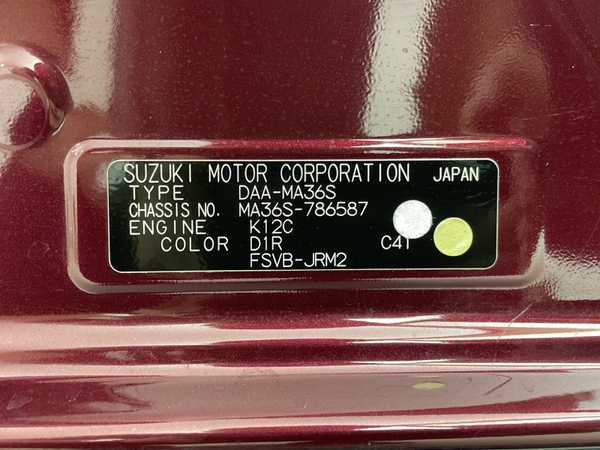 SUZUKI MOTOR CORPORATION JAPAN
TYPE DAA-MA36S
CHASSIS NO. MA36S-786587
ENGINE K12C
COLOR D1R C41
FSVB-JRM2